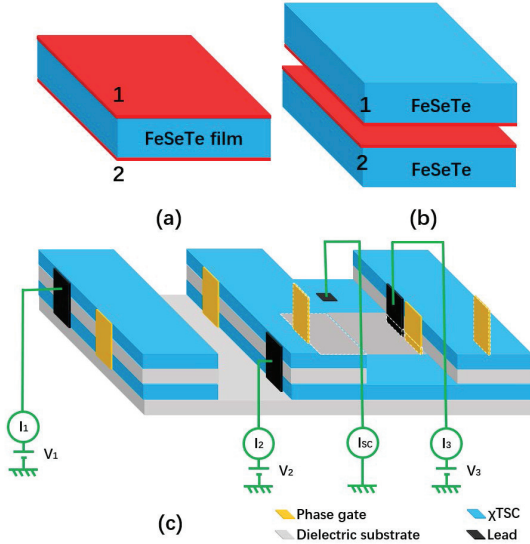 1
FeSeTe film
2
(a)
1
FeSeTe
2
FeSeTe
(b)
I1
V1
I2
V2
ISC
I3
V3
(c)
Phase gate
χTSC
Dielectric substrate
Lead